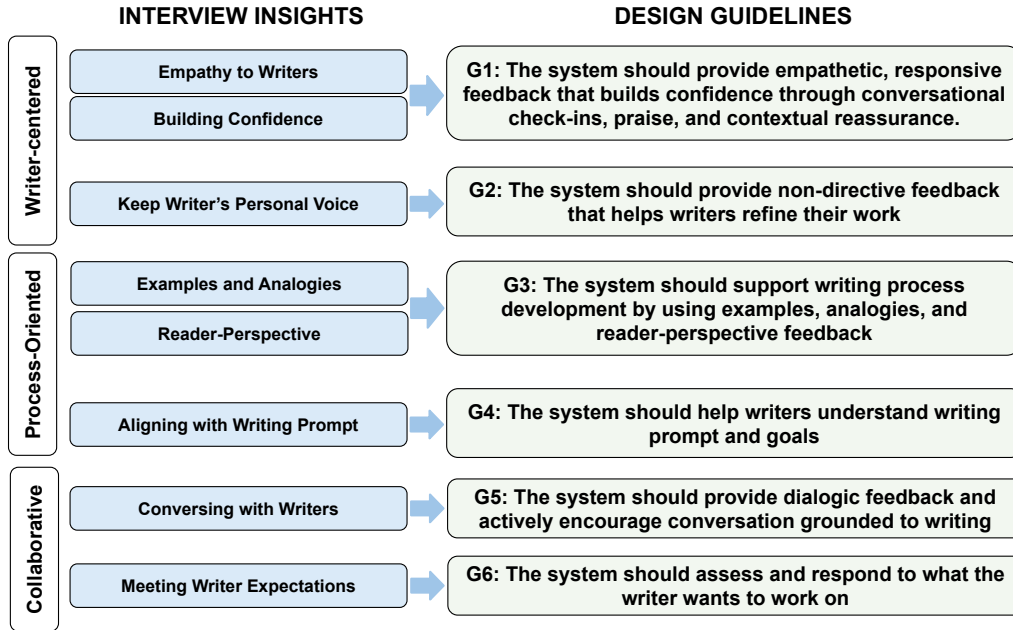 INTERVIEW INSIGHTS
DESIGN GUIDELINES
Writer-centered
Empathy to Writers
Building Confidence
G1: The system should provide empathetic, responsive
feedback that builds confidence through conversational
check-ins, praise, and contextual reassurance.
Keep Writer's Personal Voice
G2: The system should provide non-directive feedback
that helps writers refine their work
Process-Oriented
Examples and Analogies
Reader-Perspective
G3: The system should support writing process
development by using examples, analogies, and
reader-perspective feedback
Aligning with Writing Prompt
G4: The system should help writers understand writing
prompt and goals
Collaborative
Conversing with Writers
G5: The system should provide dialogic feedback and
actively encourage conversation grounded to writing
Meeting Writer Expectations
G6: The system should assess and respond to what the
writer wants to work on